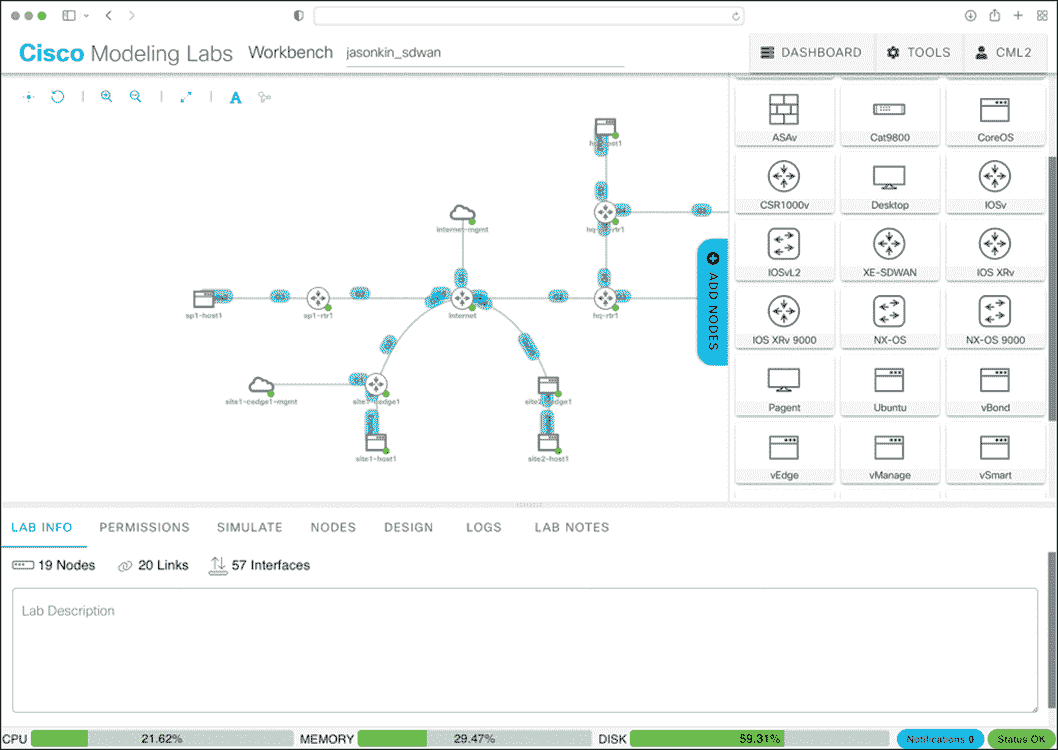 Cisco Modeling Labs Workbench jasonkin_sdwan
DASHBOARD TOOLS CML2
A
ASAv Cat9800 CoreOS
CSR1000v Desktop IOSv
IOSvL2 XE-SDWAN IOS XRv
IOS XRv 9000 NX-OS NX-OS 9000
Pagent Ubuntu vBond
vEdge vManage vSmart
ADD NODES
internet-mgmt
hq-rtr1
sp1-host1
sp1-rtr1
internet
site1-cedge1-mgmt
site1-host1
site2-host1
LAB INFO PERMISSIONS SIMULATE NODES DESIGN LOGS LAB NOTES
19 Nodes 20 Links 57 Interfaces
Lab Description
CPU 21.62% MEMORY 29.47% DISK 59.31% Notifications 0 Status OK